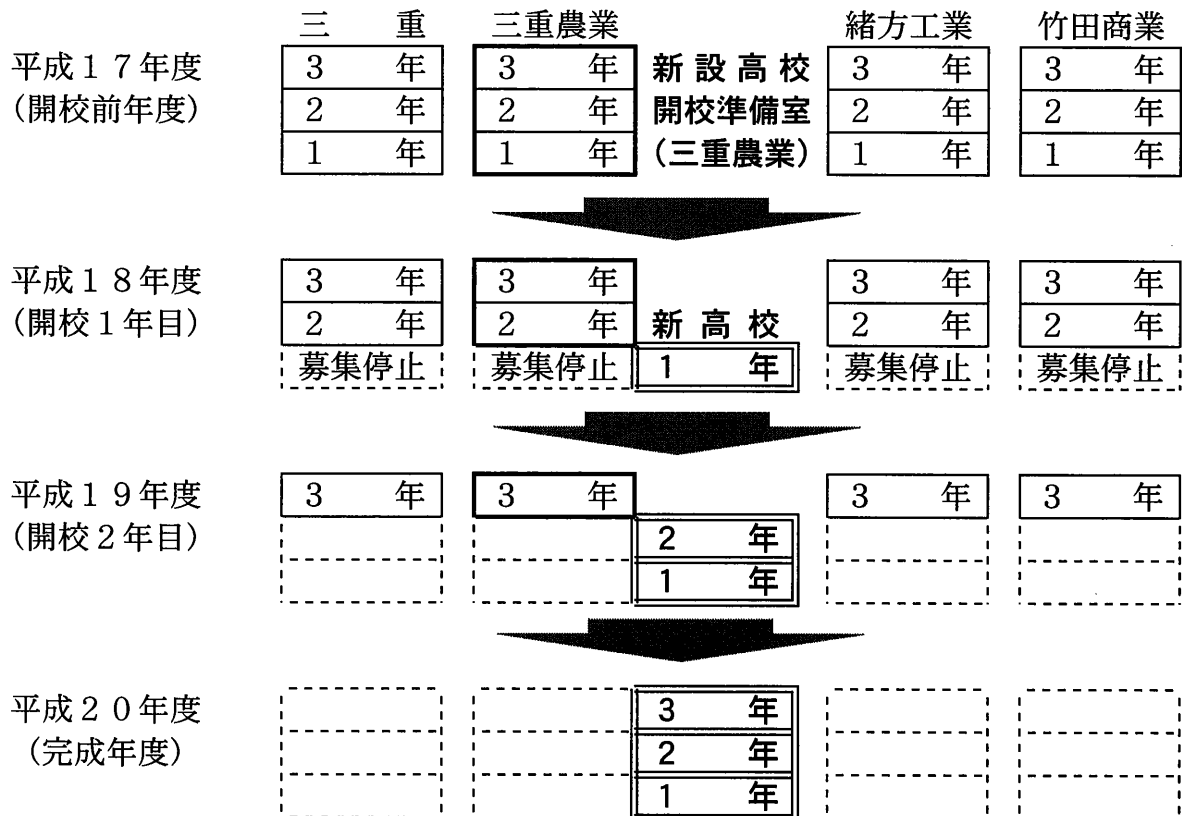 三　重　三重農業　緒方工業　竹田商業
平成１７年度　3　年　3　年　新設高校　3　年　3　年
(開校前年度)　2　年　2　年　開校準備室　2　年　2　年
1　年　1　年　(三重農業)　1　年　1　年
平成１８年度　3　年　3　年　3　年　3　年
(開校１年目)　2　年　2　年　新高校　2　年　2　年
募集停止　募集停止　1　年　募集停止　募集停止
平成１９年度　3　年　3　年　3　年　3　年
(開校２年目)　2　年
1　年
平成２０年度　3　年
(完成年度)　2　年
1　年